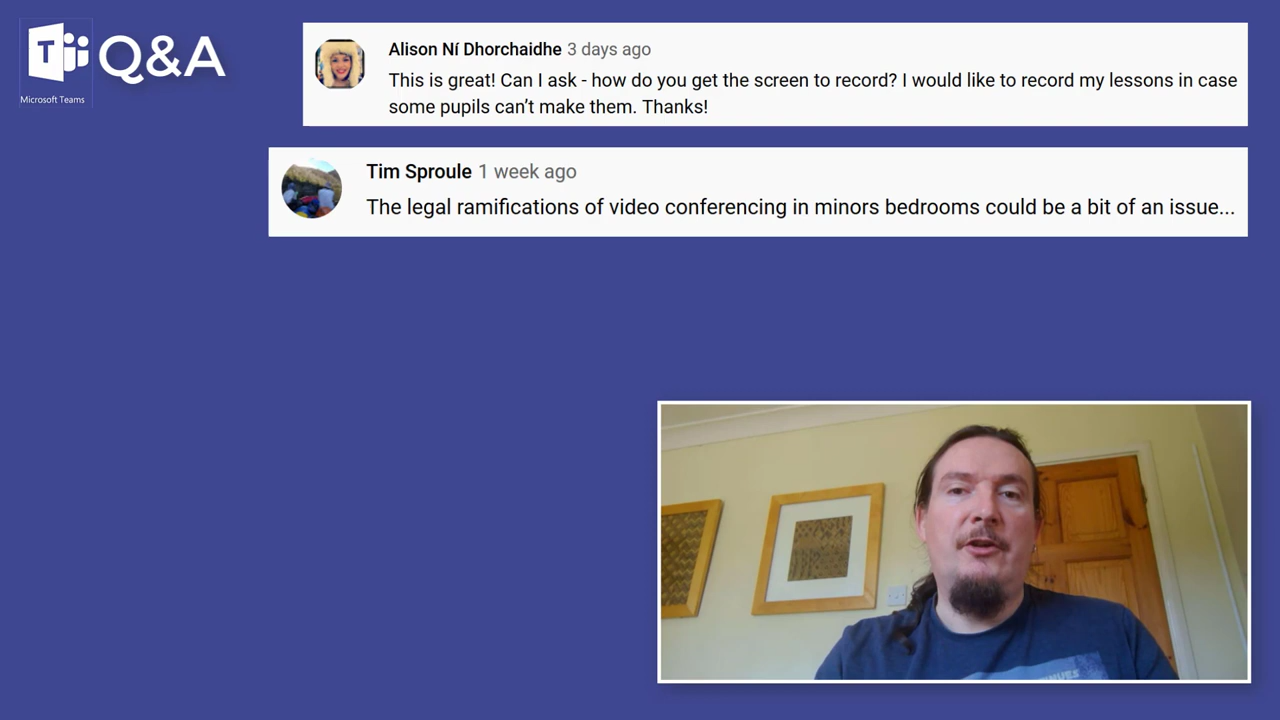 T
Q&A
Microsoft Teams
Alison Ní Dhorchaidhe 3 days ago
This is great! Can I ask - how do you get the screen to record? I would like to record my lessons in case
some pupils can’t make them. Thanks!
Tim Sproule 1 week ago
The legal ramifications of video conferencing in minors bedrooms could be a bit of an issue...